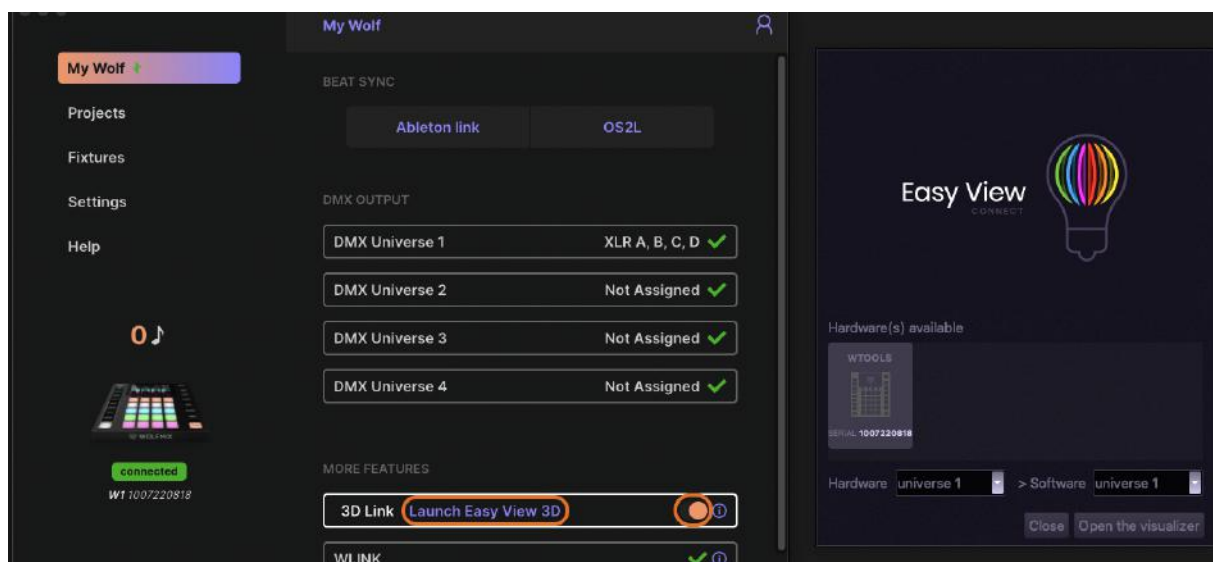 My Wolf
My Wolf
Projects
Fixtures
Settings
Help
0
WOLFMIX
connected
W1 1007220818
BEAT SYNC
Ableton link
OS2L
DMX OUTPUT
DMX Universe 1 XLR A, B, C, D
DMX Universe 2 Not Assigned
DMX Universe 3 Not Assigned
DMX Universe 4 Not Assigned
MORE FEATURES
3D Link Launch Easy View 3D
WLINK
Easy View
CONNECT
Hardware(s) available
WTOOLS
SERIAL 1007220818
Hardware universe 1 > Software universe 1
Close Open the visualizer